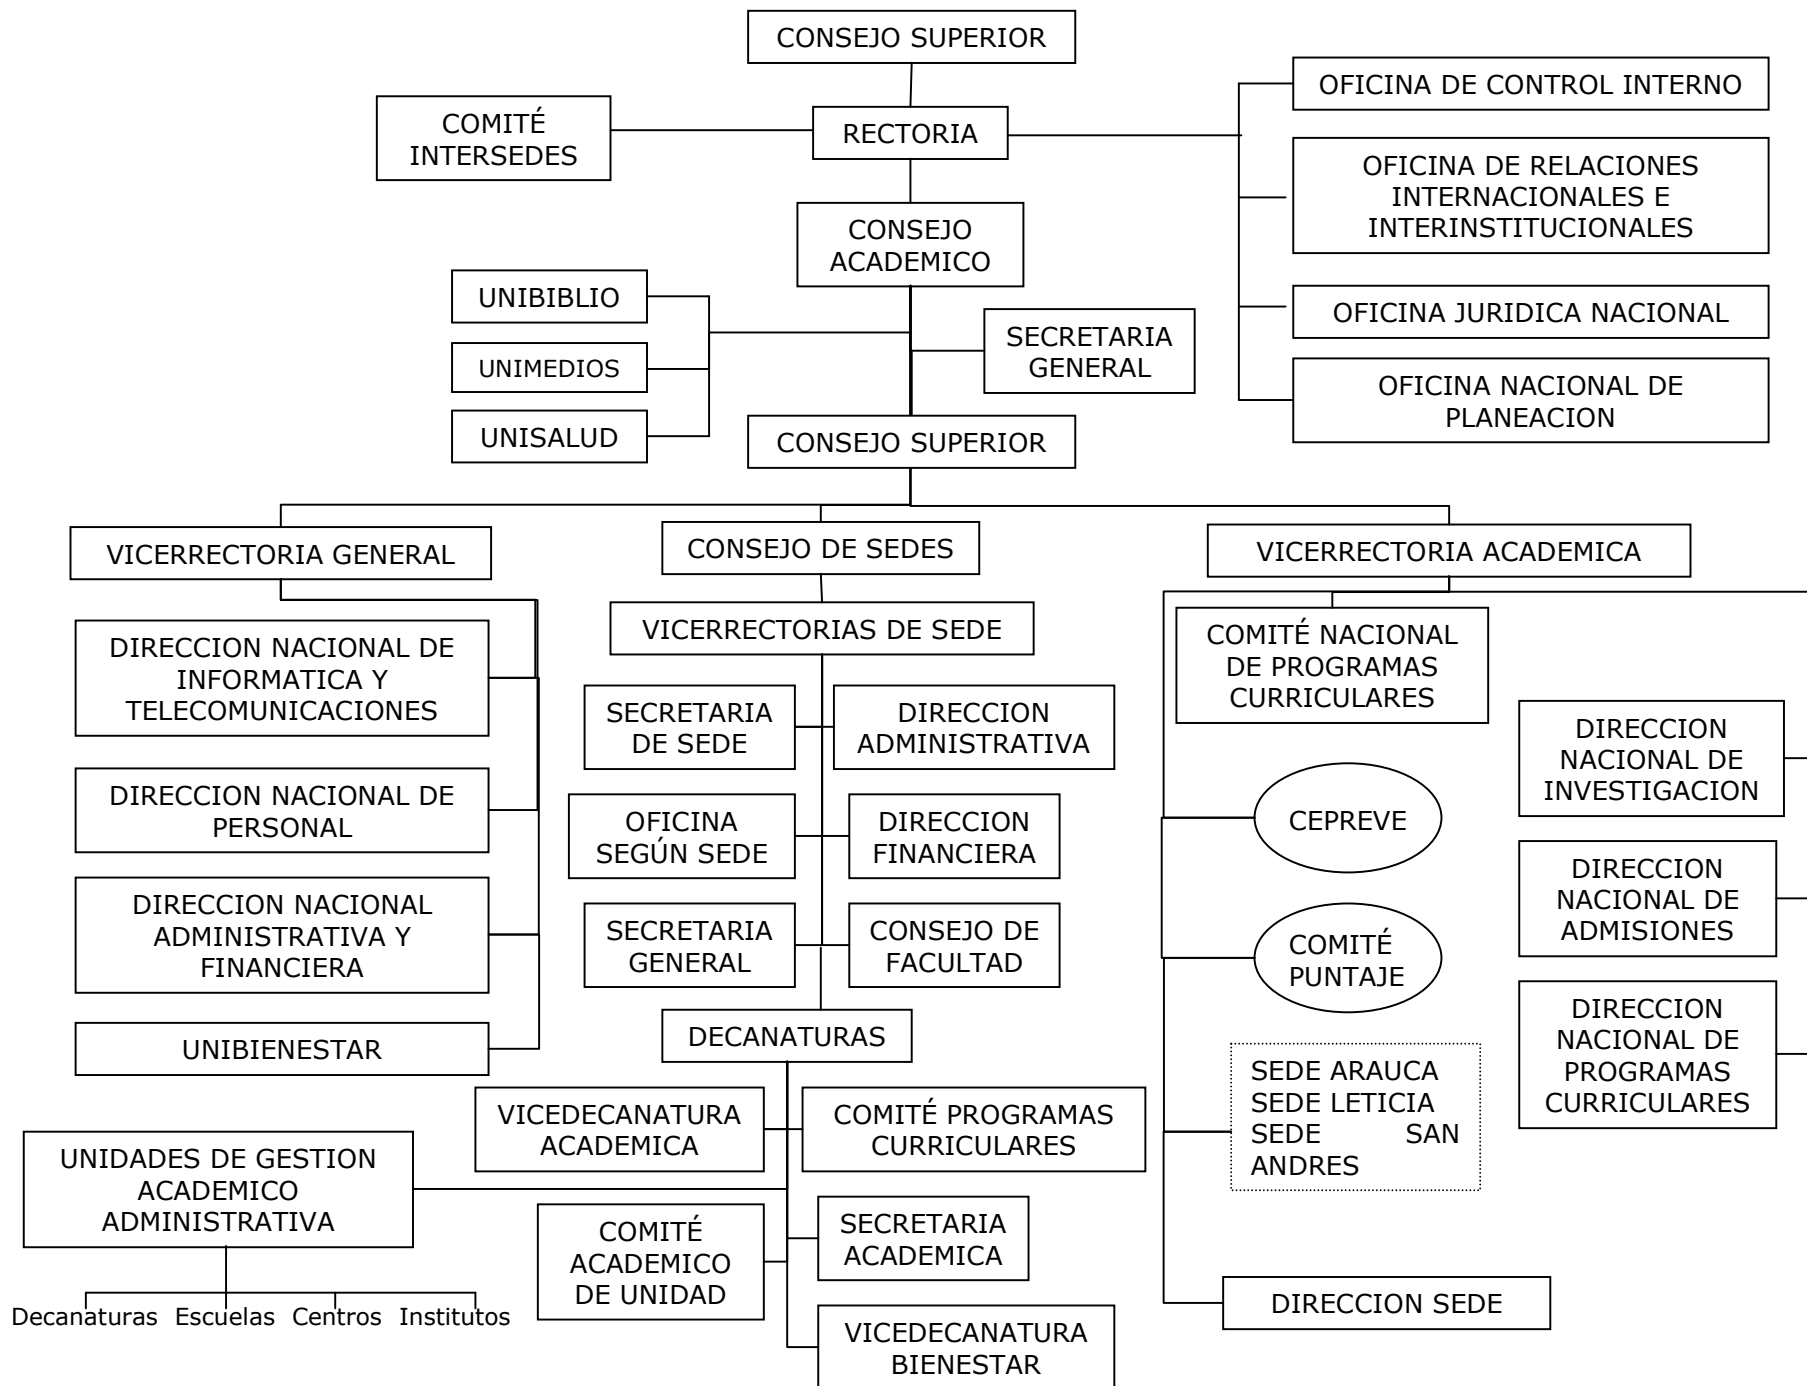 CONSEJO SUPERIOR
OFICINA DE CONTROL INTERNO
COMITÉ
INTERSEDES
RECTORIA
OFICINA DE RELACIONES
INTERNACIONALES E
INTERINSTITUCIONALES
CONSEJO
ACADEMICO
UNIBIBLIO
OFICINA JURIDICA NACIONAL
SECRETARIA
GENERAL
UNIMEDIOS
OFICINA NACIONAL DE
PLANEACION
UNISALUD
CONSEJO SUPERIOR
VICERRECTORIA GENERAL
CONSEJO DE SEDES
VICERRECTORIA ACADEMICA
VICERRECTORIAS DE SEDE
DIRECCION NACIONAL DE
INFORMATICA Y
TELECOMUNICACIONES
COMITÉ NACIONAL
DE PROGRAMAS
CURRICULARES
SECRETARIA
DE SEDE
DIRECCION
ADMINISTRATIVA
DIRECCION
NACIONAL DE
INVESTIGACION
DIRECCION NACIONAL DE
PERSONAL
OFICINA
SEGÚN SEDE
DIRECCION
FINANCIERA
CEPREVE
DIRECCION
NACIONAL DE
ADMISIONES
DIRECCION NACIONAL
ADMINISTRATIVA Y
FINANCIERA
SECRETARIA
GENERAL
CONSEJO DE
FACULTAD
COMITÉ
PUNTAJE
DIRECCION
NACIONAL DE
PROGRAMAS
CURRICULARES
UNIBIENESTAR
DECANATURAS
SEDE ARAUCA
SEDE LETICIA
SEDE SAN
ANDRES
VICEDECANATURA
ACADEMICA
COMITÉ PROGRAMAS
CURRICULARES
UNIDADES DE GESTION
ACADEMICO
ADMINISTRATIVA
COMITÉ
ACADEMICO
DE UNIDAD
SECRETARIA
ACADEMICA
DIRECCION SEDE
Decanaturas Escuelas Centros Institutos
VICEDECANATURA
BIENESTAR